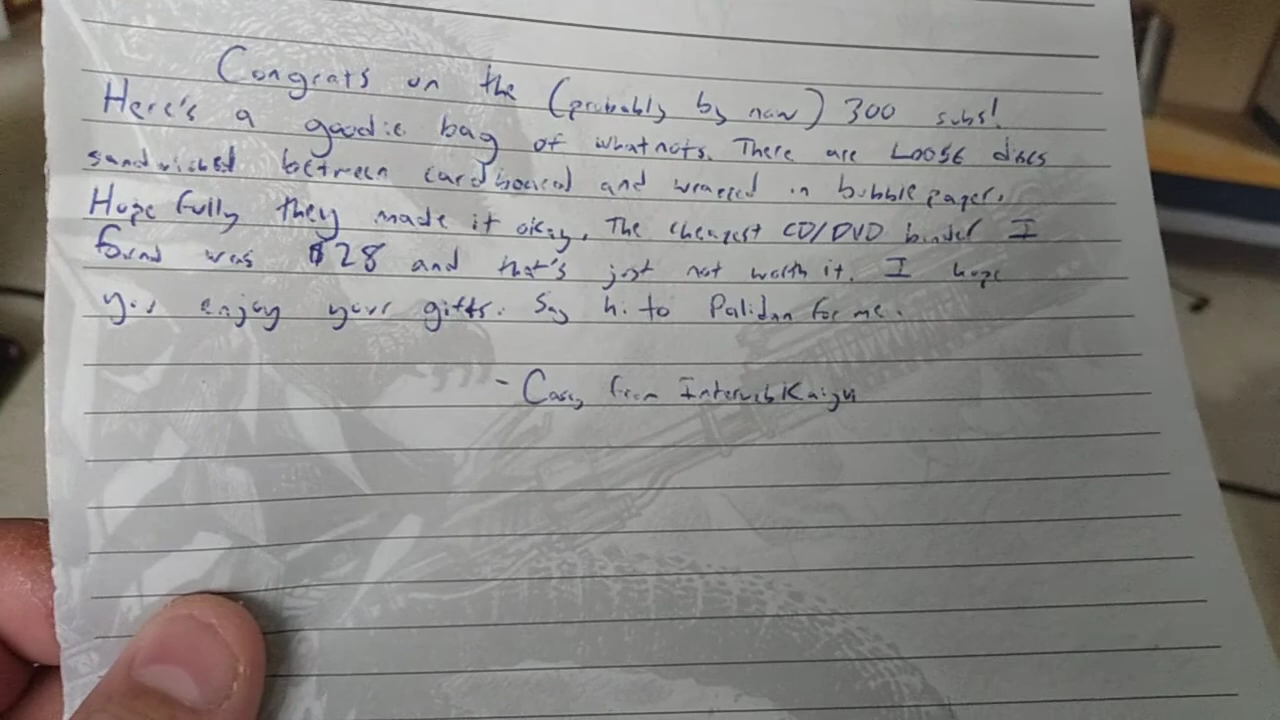 Congrats on the (probably by now) 300 subs!
Here's a goodie bag of whatnots. There are LOOSE discs
sandwiched between cardboard and wrapped in bubble paper.
Hopefully they made it okay. The cheapest CD/DVD binder I
found was $28 and that's just not worth it. I hope
you enjoy your gifts. Say hi to Palidan for me.
- Casey from InterwebKaiju